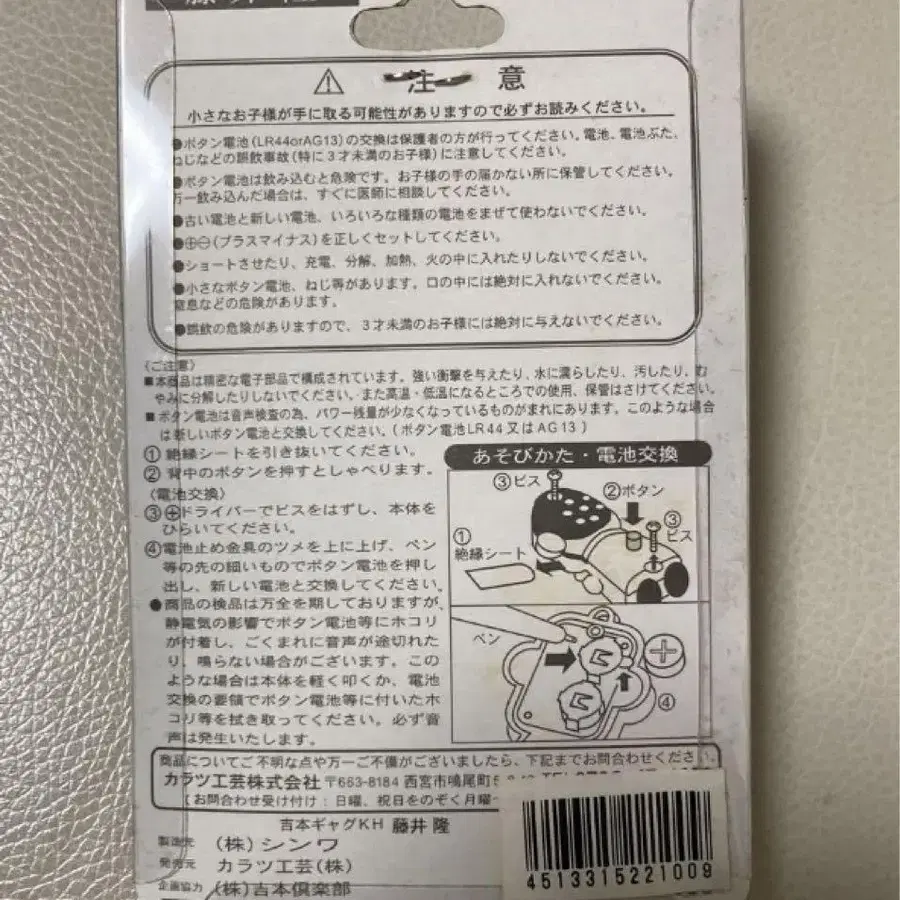 注意
小さなお子様が手に取る可能性がありますので必ずお読みください。
●ボタン電池(LR44orAG13)の交換は保護者の方が行ってください。電池、電池ぶた、
ねじなどの誤飲事故(特に3才未満のお子様)に注意してください。
●ボタン電池は飲み込むと危険です。お子様の手の届かない所に保管してください。
万一飲み込んだ場合は、すぐに医師に相談してください。
●古い電池と新しい電池、いろいろな種類の電池をまぜて使わないでください。
●⊕⊖(プラスマイナス)を正しくセットしてください。
●ショートさせたり、充電、分解、加熱、火の中に入れたりしないでください。
●小さなボタン電池、ねじ等があります。口の中には絶対に入れないでください。
窒息などの危険があります。
●誤飲の危険がありますので、3才未満のお子様には絶対に与えないでください。
〈ご注意〉
■本商品は精密な電子部品で構成されています。強い衝撃を与えたり、水に濡らしたり、汚したり、む
やみに分解したりしないでください。また高温・低温になるところでの使用、保管はさけてください。
■ボタン電池は音声検査の為、パワー残量が少なくなっているものがまれにあります。このような場合
は新しいボタン電池と交換してください。(ボタン電池LR44又はAG13)
①絶縁シートを引き抜いてください。
②背中のボタンを押すとしゃべります。
〈電池交換〉
③⊕ドライバーでビスをはずし、本体を
ひらいてください。
④電池止め金具のツメを上に上げ、ペン
等の先の細いものでボタン電池を押し
出し、新しい電池と交換してください。
●商品の検品は万全を期しておりますが、
静電気の影響でボタン電池等にホコリ
が付着し、ごくまれに音声が途切れた
り、鳴らない場合がございます。この
ような場合は本体を軽く叩くか、電池
交換の要領でボタン電池等に付いたホ
コリ等を拭き取ってください。必ず音
声は発生いたします。
あそびかた・電池交換
③ビス
②ボタン
③
ビス
①
絶縁シート
ペン
④
商品についてご不明な点や万一ご不備がございましたら、下記までお問合わせください。
カラツ工芸株式会社 〒663-8184 西宮市鳴尾町
(お問合わせ受け付け:日曜、祝日をのぞく月曜
吉本ギャグKH 藤井 隆
製造元 (株)シンワ
発売元 カラツ工芸(株)
企画協力 (株)吉本倶楽部
4513315221009